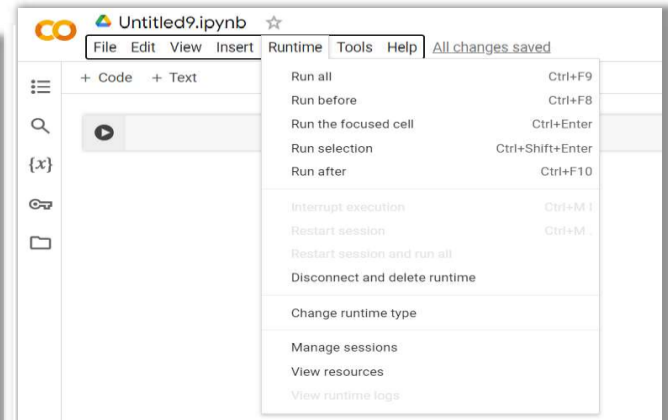 Untitled9.ipynb
File Edit View Insert Runtime Tools Help All changes saved
+ Code + Text
Run all Ctrl+F9
Run before Ctrl+F8
Run the focused cell Ctrl+Enter
Run selection Ctrl+Shift+Enter
Run after Ctrl+F10
{x}
Interrupt execution Ctrl+M I
Restart session Ctrl+M .
Restart session and run all
Disconnect and delete runtime
Change runtime type
Manage sessions
View resources
View runtime logs